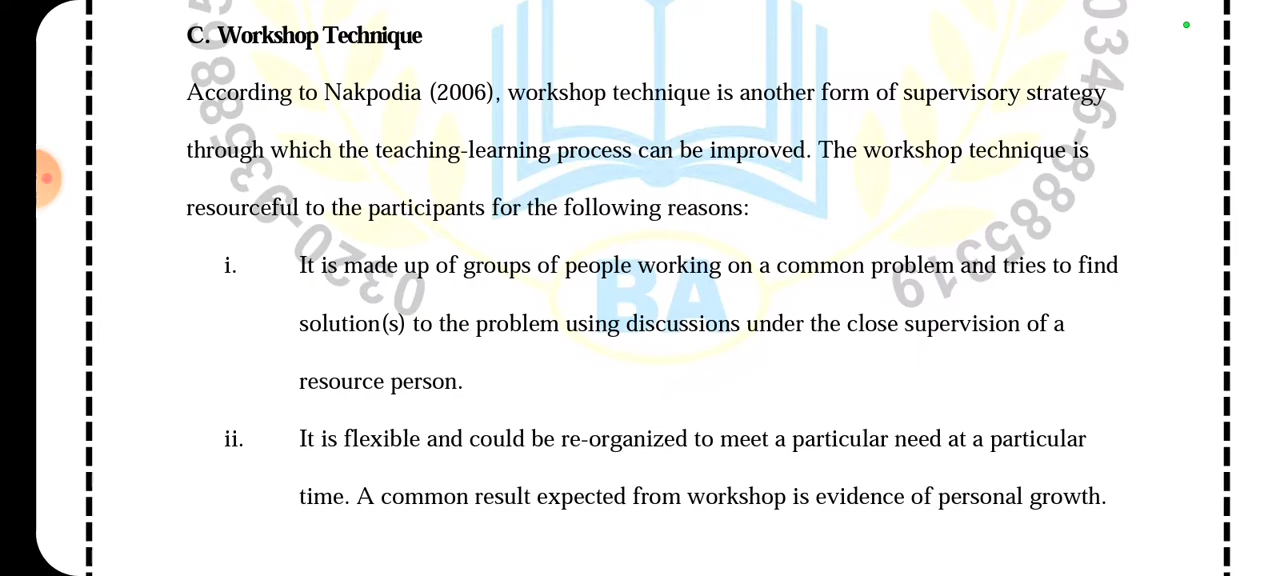 C. Workshop Technique
According to Nakpodia (2006), workshop technique is another form of supervisory strategy
through which the teaching-learning process can be improved. The workshop technique is
resourceful to the participants for the following reasons:
i. It is made up of groups of people working on a common problem and tries to find
solution(s) to the problem using discussions under the close supervision of a
resource person.
ii. It is flexible and could be re-organized to meet a particular need at a particular
time. A common result expected from workshop is evidence of personal growth.
BA